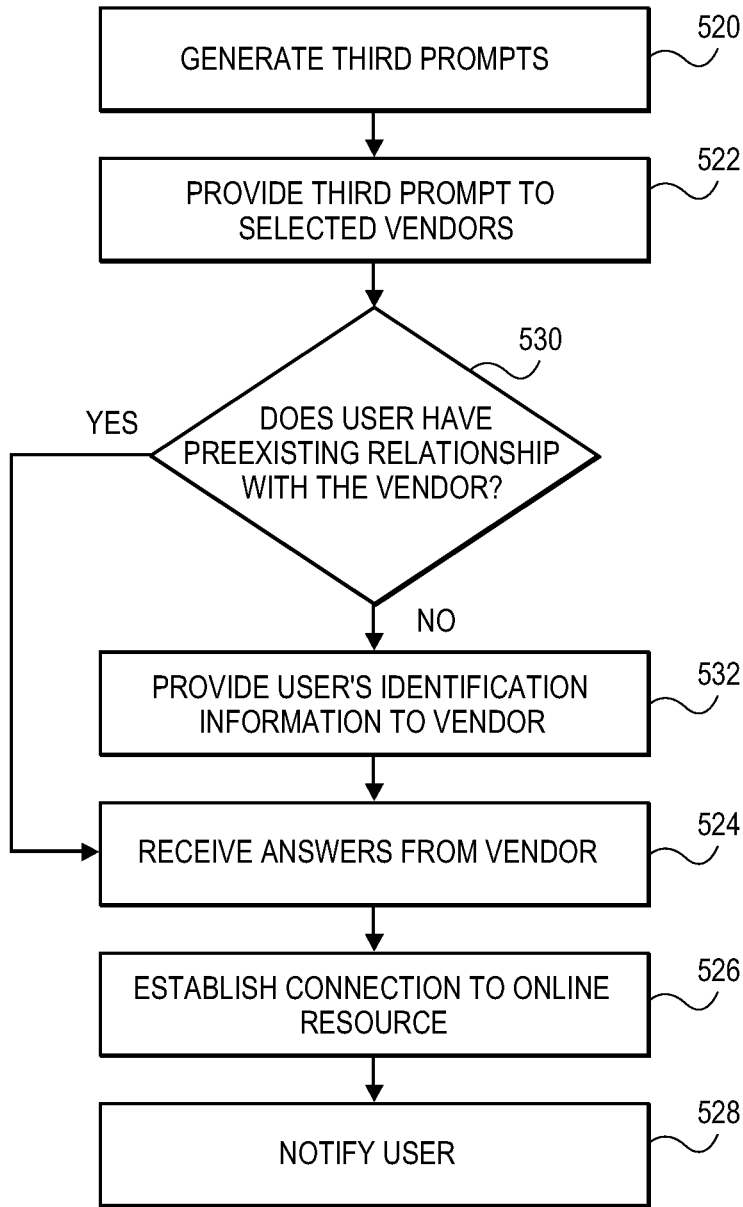 520
GENERATE THIRD PROMPTS
522
PROVIDE THIRD PROMPT TO
SELECTED VENDORS
530
YES
DOES USER HAVE
PREEXISTING RELATIONSHIP
WITH THE VENDOR?
NO
532
PROVIDE USER'S IDENTIFICATION
INFORMATION TO VENDOR
524
RECEIVE ANSWERS FROM VENDOR
526
ESTABLISH CONNECTION TO ONLINE
RESOURCE
528
NOTIFY USER